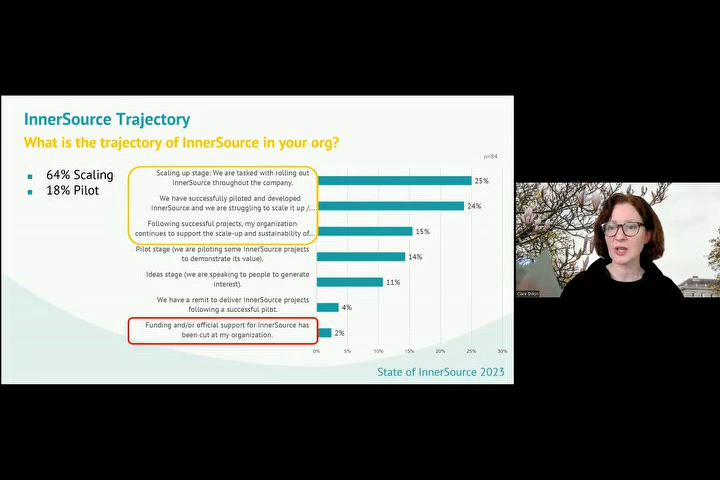 InnerSource Trajectory
What is the trajectory of InnerSource in your org?
n=84
64% Scaling
18% Pilot
Scaling up stage: We are tasked with rolling out
InnerSource throughout the company.
25%
We have successfully piloted and developed
InnerSource and we are struggling to scale it up /...
24%
Following successful projects, my organization
continues to support the scale-up and sustainability of...
15%
Pilot stage (we are piloting some InnerSource projects
to demonstrate its value).
14%
Ideas stage (we are speaking to people to generate
interest).
11%
We have a remit to deliver InnerSource projects
following a successful pilot.
4%
Funding and/or official support for InnerSource has
been cut at my organization.
2%
0% 5% 10% 15% 20% 25% 30%
State of InnerSource 2023
Clare Dillon